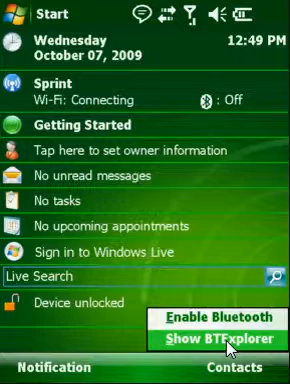 Start
Wednesday 12:49 PM
October 07, 2009
Sprint
Wi-Fi: Connecting : Off
Getting Started
Tap here to set owner information
No unread messages
No tasks
No upcoming appointments
Sign in to Windows Live
Live Search
Device unlocked
Enable Bluetooth
Show BTExplorer
Notification Contacts